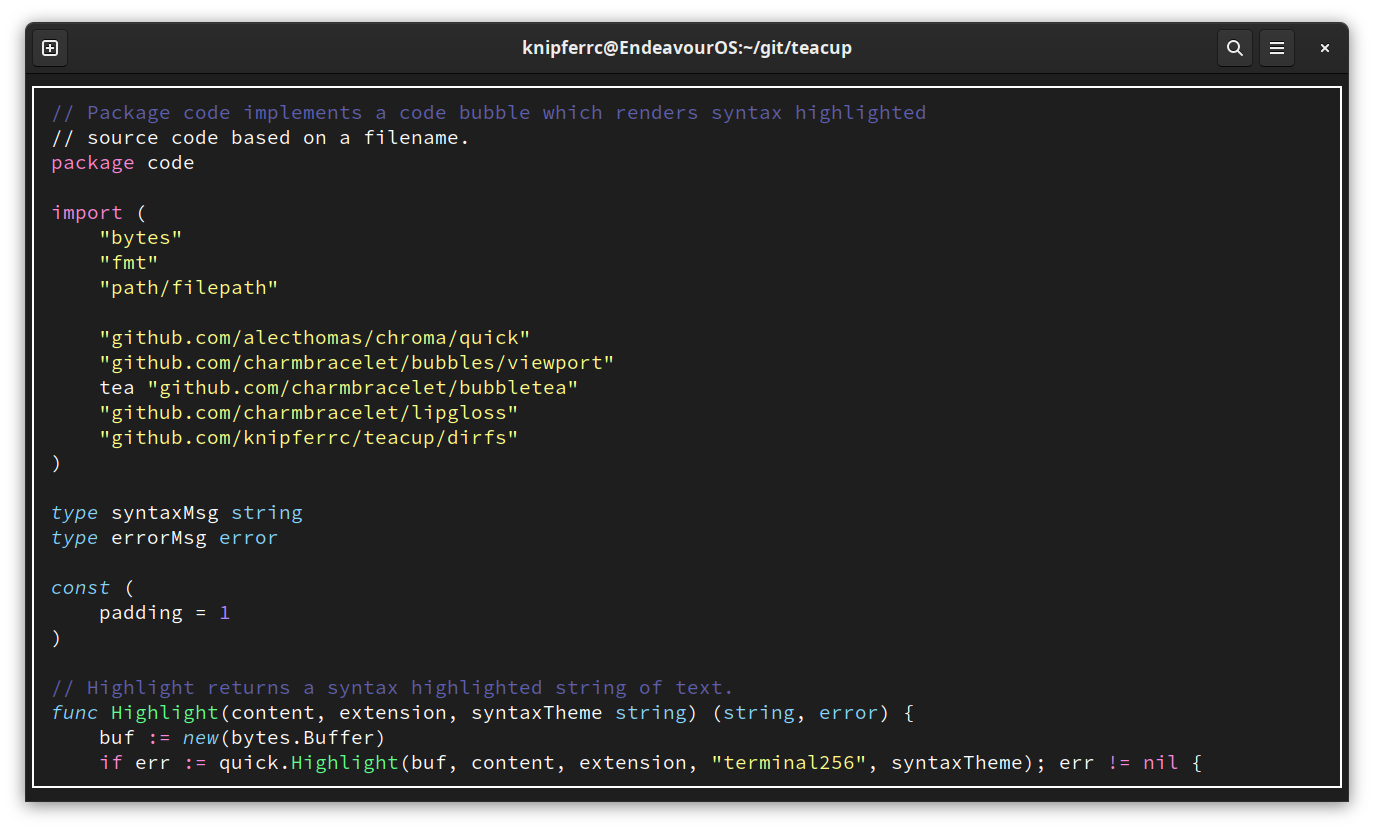 knipferrc@EndeavourOS:~/git/teacup
// Package code implements a code bubble which renders syntax highlighted
// source code based on a filename.
package code

import (
    "bytes"
    "fmt"
    "path/filepath"

    "github.com/alecthomas/chroma/quick"
    "github.com/charmbracelet/bubbles/viewport"
    tea "github.com/charmbracelet/bubbletea"
    "github.com/charmbracelet/lipgloss"
    "github.com/knipferrc/teacup/dirfs"
)

type syntaxMsg string
type errorMsg error

const (
    padding = 1
)

// Highlight returns a syntax highlighted string of text.
func Highlight(content, extension, syntaxTheme string) (string, error) {
    buf := new(bytes.Buffer)
    if err := quick.Highlight(buf, content, extension, "terminal256", syntaxTheme); err != nil {